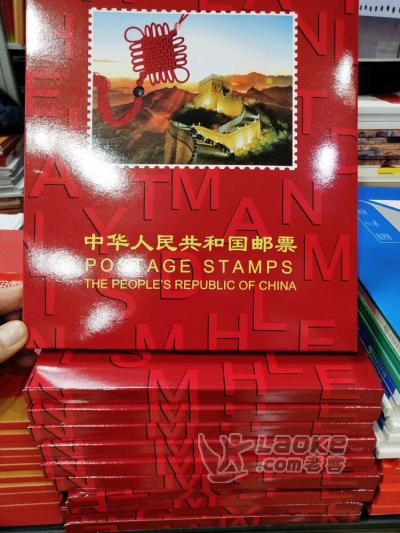 中华人民共和国邮票
POSTAGE STAMPS
THE PEOPLE'S REPUBLIC OF CHINA
LAOKE
.com老客